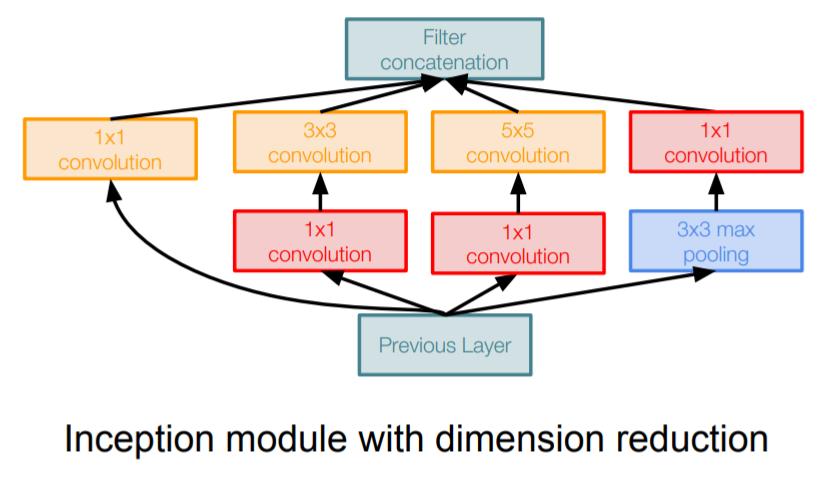 Filter
concatenation
1x1
convolution
3x3
convolution
5x5
convolution
1x1
convolution
1x1
convolution
1x1
convolution
3x3 max
pooling
Previous Layer
Inception module with dimension reduction